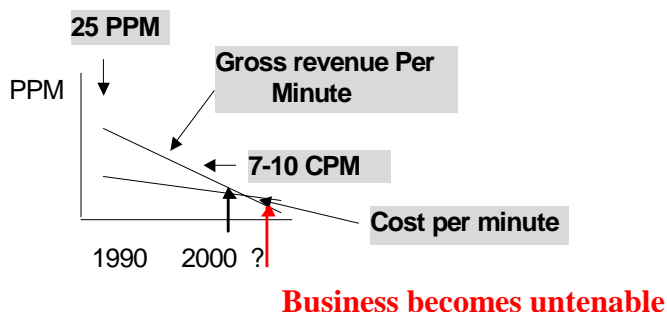 25 PPM
Gross revenue Per
Minute
PPM
7-10 CPM
Cost per minute
1990 2000 ?
Business becomes untenable